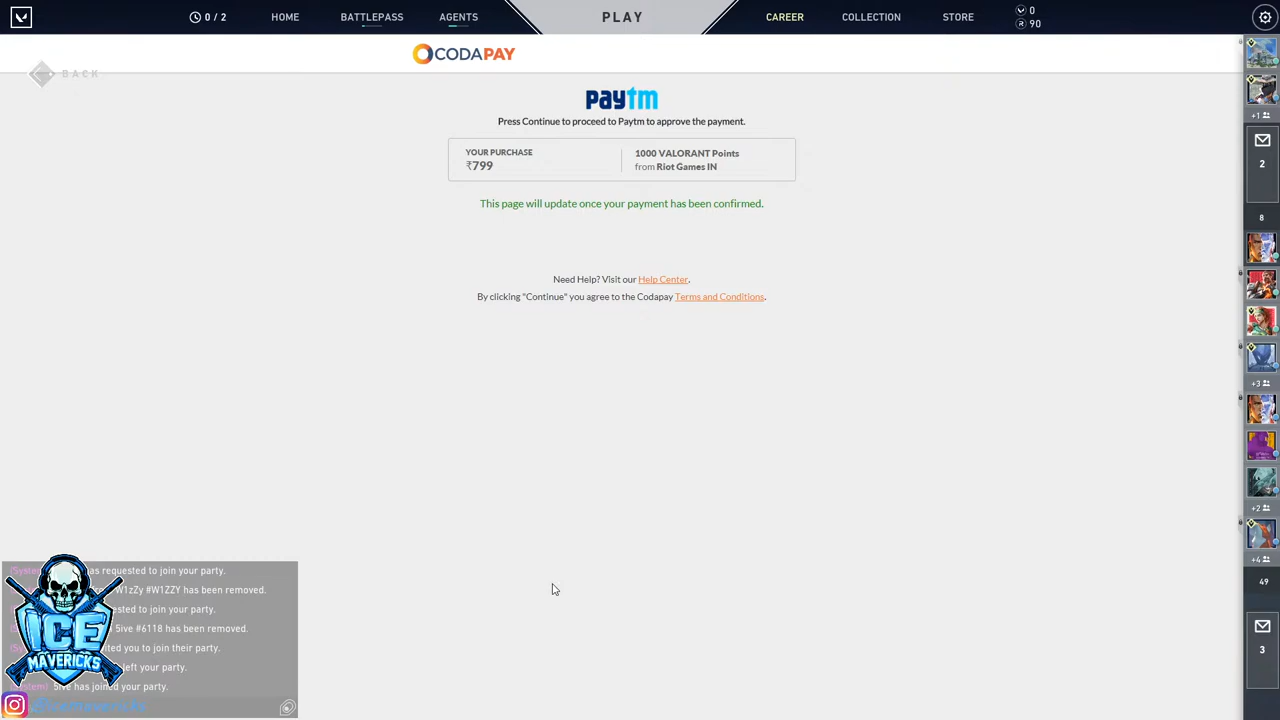 0 / 2
HOME
BATTLEPASS
AGENTS
PLAY
CAREER
COLLECTION
STORE
0
90
CODAPAY
BACK
paytm
Press Continue to proceed to Paytm to approve the payment.
YOUR PURCHASE
₹799
1000 VALORANT Points
from Riot Games IN
This page will update once your payment has been confirmed.
Need Help? Visit our Help Center.
By clicking "Continue" you agree to the Codapay Terms and Conditions.
+1
2
8
+3
+2
+4
49
3
has requested to join your party.
W1zZy #W1ZZY has been removed.
to join your party.
5ive #6118 has been removed.
you to join their party.
left your party.
(System) 5ive has joined your party.
ICE
MAVERICKS